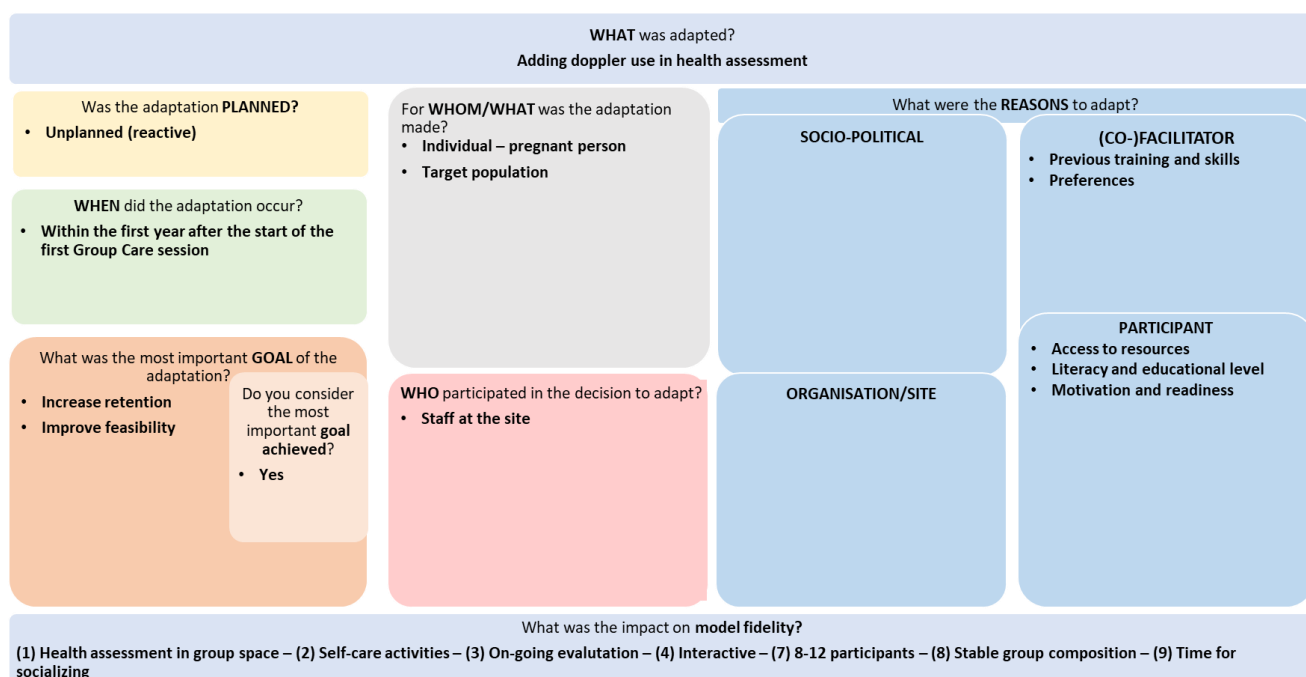 WHAT was adapted?
Adding doppler use in health assessment
Was the adaptation PLANNED?
• Unplanned (reactive)
WHEN did the adaptation occur?
• Within the first year after the start of the
first Group Care session
What was the most important GOAL of the
adaptation?
• Increase retention
• Improve feasibility
Do you consider
the most
important goal
achieved?
• Yes
For WHOM/WHAT was the adaptation
made?
• Individual – pregnant person
• Target population
WHO participated in the decision to adapt?
• Staff at the site
What were the REASONS to adapt?
SOCIO-POLITICAL
(CO-)FACILITATOR
• Previous training and skills
• Preferences
ORGANISATION/SITE
PARTICIPANT
• Access to resources
• Literacy and educational level
• Motivation and readiness
What was the impact on model fidelity?
(1) Health assessment in group space – (2) Self-care activities – (3) On-going evalutation – (4) Interactive – (7) 8-12 participants – (8) Stable group composition – (9) Time for
socializing